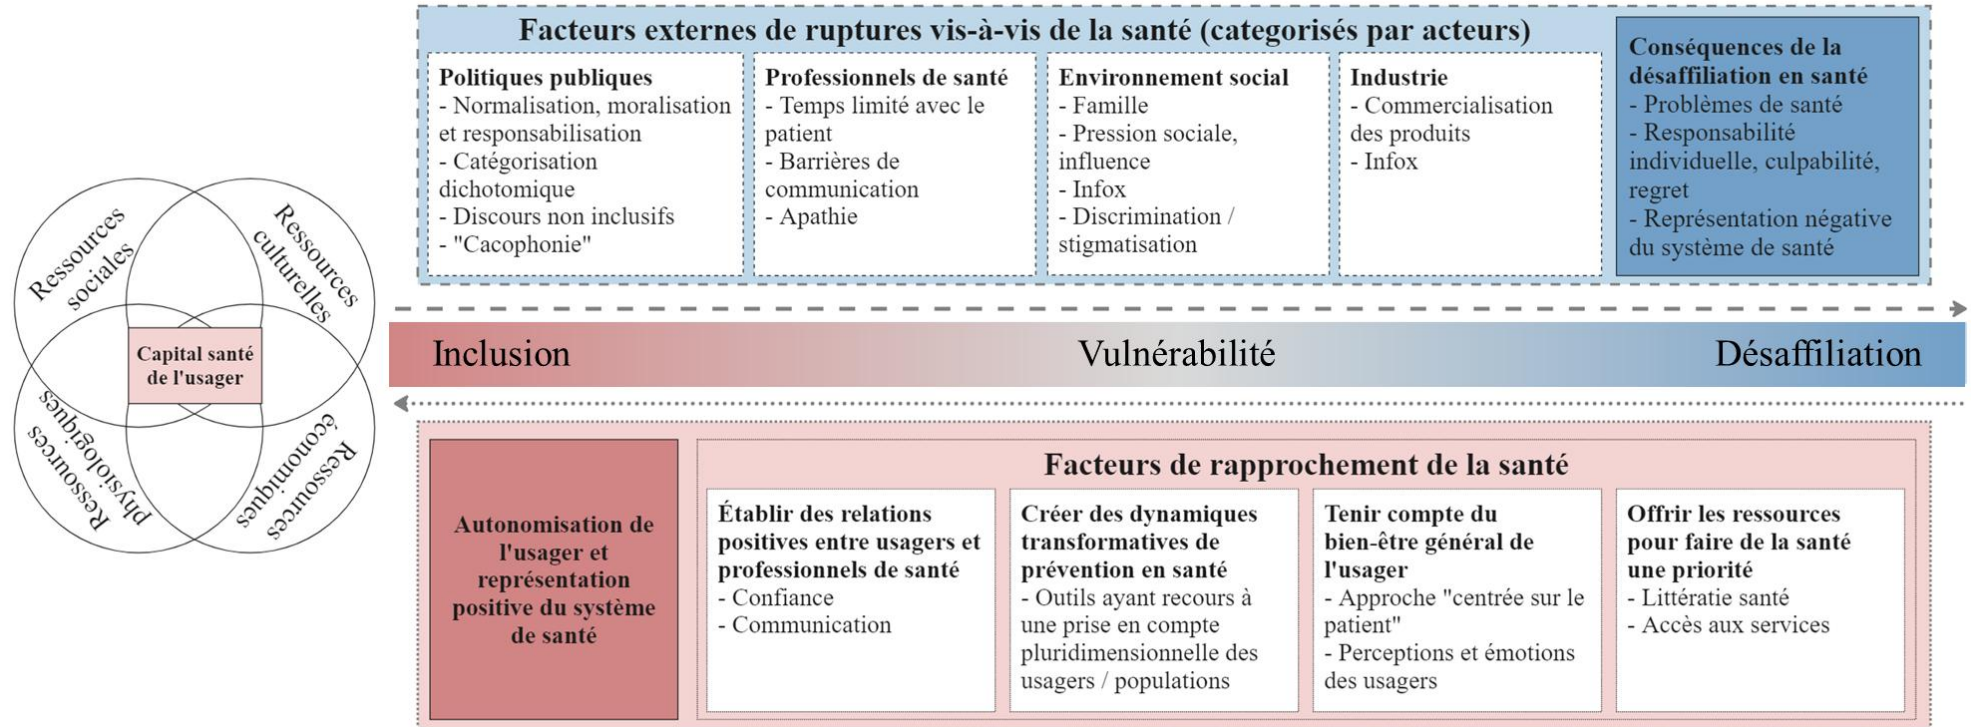 Facteurs externes de ruptures vis-à-vis de la santé (categorisés par acteurs)
Politiques publiques
- Normalisation, moralisation
et responsabilisation
- Catégorisation
dichotomique
- Discours non inclusifs
- "Cacophonie"
Professionnels de santé
- Temps limité avec le
patient
- Barrières de
communication
- Apathie
Environnement social
- Famille
- Pression sociale,
influence
- Infox
- Discrimination /
stigmatisation
Industrie
- Commercialisation
des produits
- Infox
Conséquences de la
désaffiliation en santé
- Problèmes de santé
- Responsabilité
individuelle, culpabilité,
regret
- Représentation négative
du système de santé
Ressources
sociales
Ressources
culturelles
Capital santé
de l'usager
Ressources
physiologiques
Ressources
économiques
Inclusion
Vulnérabilité
Désaffiliation
Autonomisation de
l'usager et
représentation
positive du système
de santé
Facteurs de rapprochement de la santé
Établir des relations
positives entre usagers et
professionnels de santé
- Confiance
- Communication
Créer des dynamiques
transformatives de
prévention en santé
- Outils ayant recours à
une prise en compte
pluridimensionnelle des
usagers / populations
Tenir compte du
bien-être général de
l'usager
- Approche "centrée sur le
patient"
- Perceptions et émotions
des usagers
Offrir les ressources
pour faire de la santé
une priorité
- Littératie santé
- Accès aux services